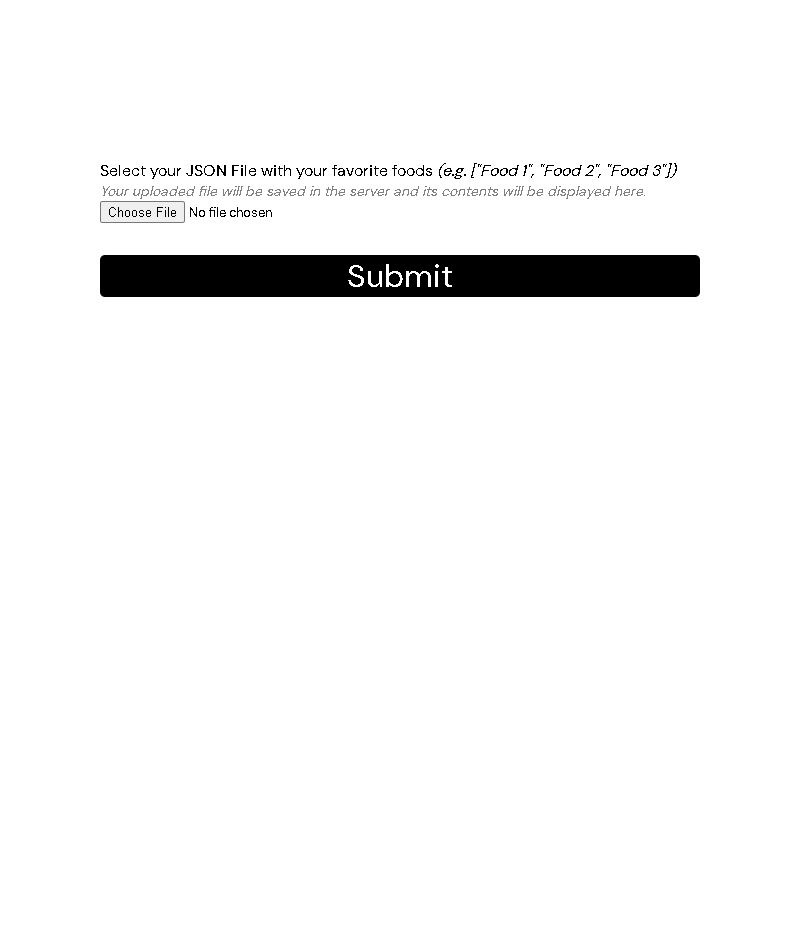 Select your JSON File with your favorite foods (e.g. ["Food 1", "Food 2", "Food 3"])
Your uploaded file will be saved in the server and its contents will be displayed here.
Choose File No file chosen
Submit